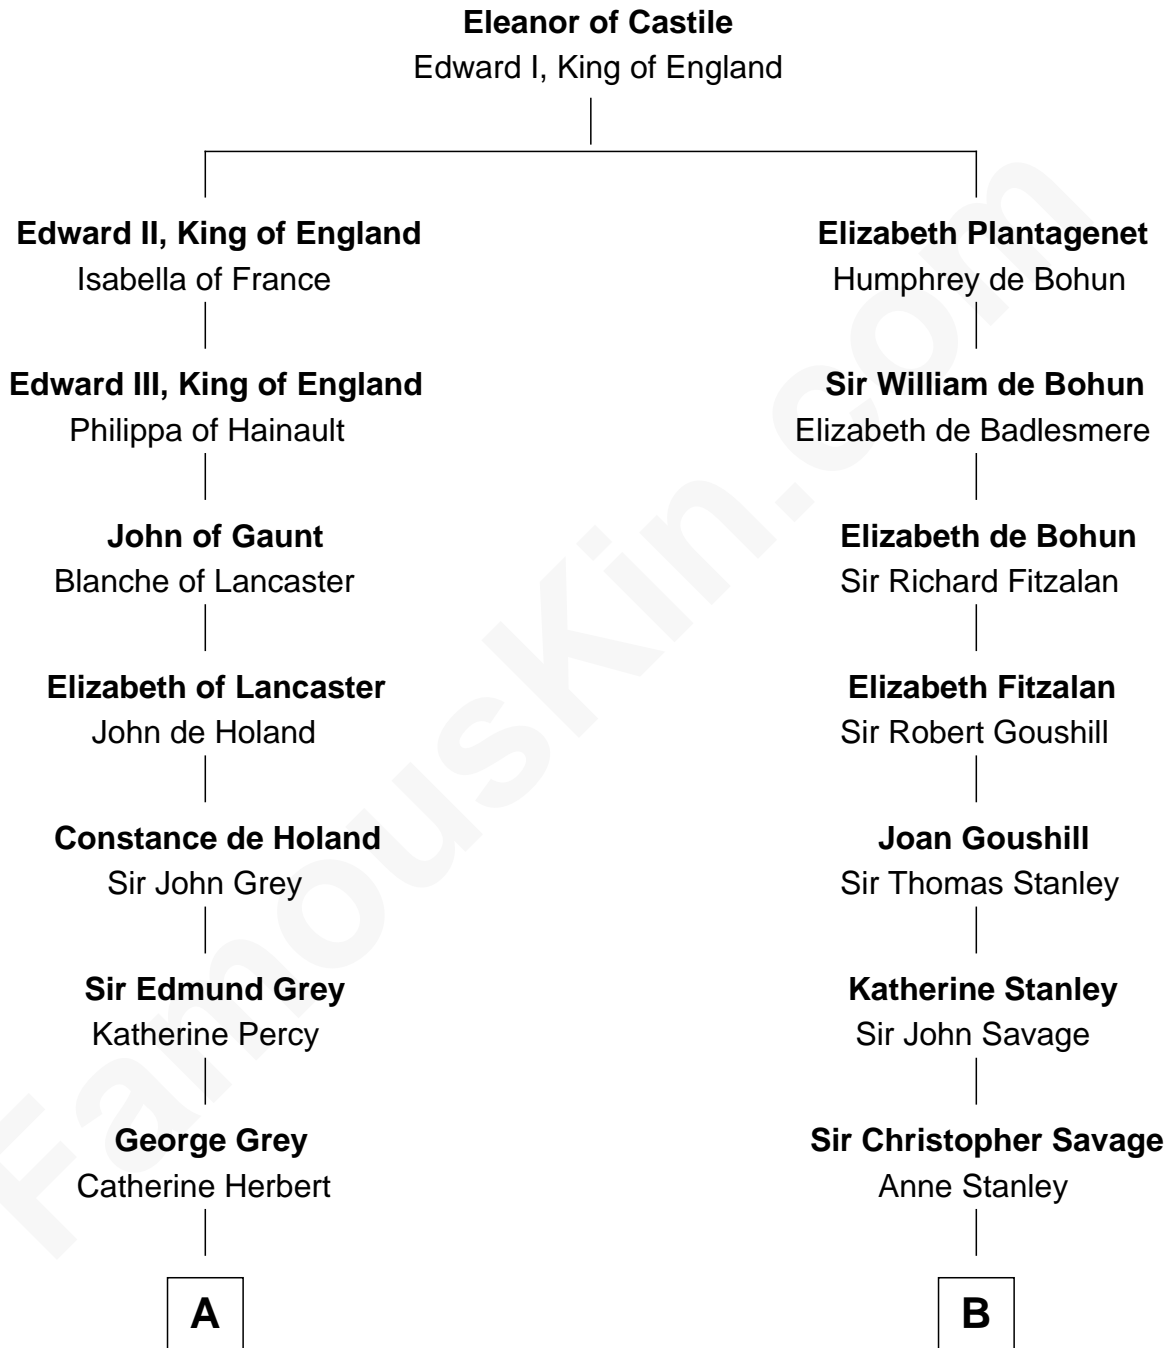 Eleanor of Castile
Edward I, King of England
Edward II, King of England
Isabella of France
Edward III, King of England
Philippa of Hainault
John of Gaunt
Blanche of Lancaster
Elizabeth of Lancaster
John de Holand
Constance de Holand
Sir John Grey
Sir Edmund Grey
Katherine Percy
George Grey
Catherine Herbert
A
Elizabeth Plantagenet
Humphrey de Bohun
Sir William de Bohun
Elizabeth de Badlesmere
Elizabeth de Bohun
Sir Richard Fitzalan
Elizabeth Fitzalan
Sir Robert Goushill
Joan Goushill
Sir Thomas Stanley
Katherine Stanley
Sir John Savage
Sir Christopher Savage
Anne Stanley
B
FamousKin.com